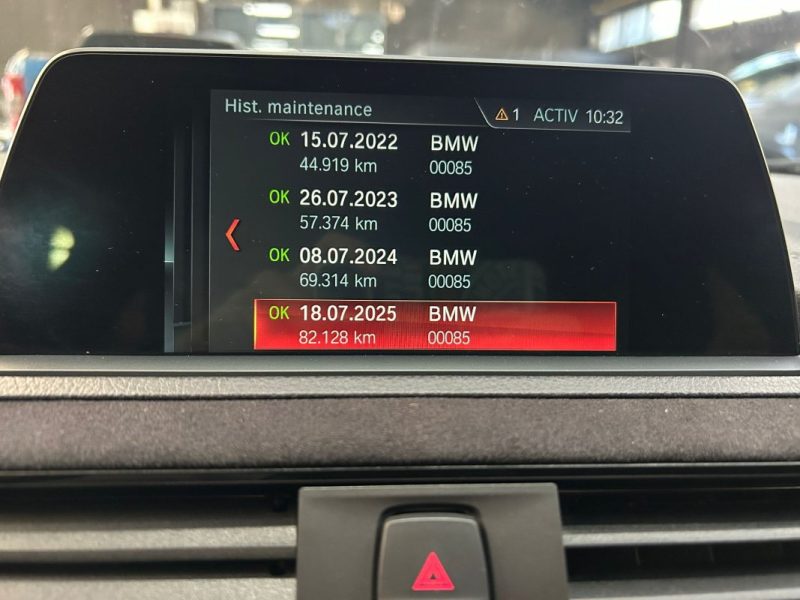 Hist. maintenance 1 ACTIV 10:32
OK 15.07.2022 BMW
44.919 km 00085
OK 26.07.2023 BMW
57.374 km 00085
OK 08.07.2024 BMW
69.314 km 00085
OK 18.07.2025 BMW
82.128 km 00085